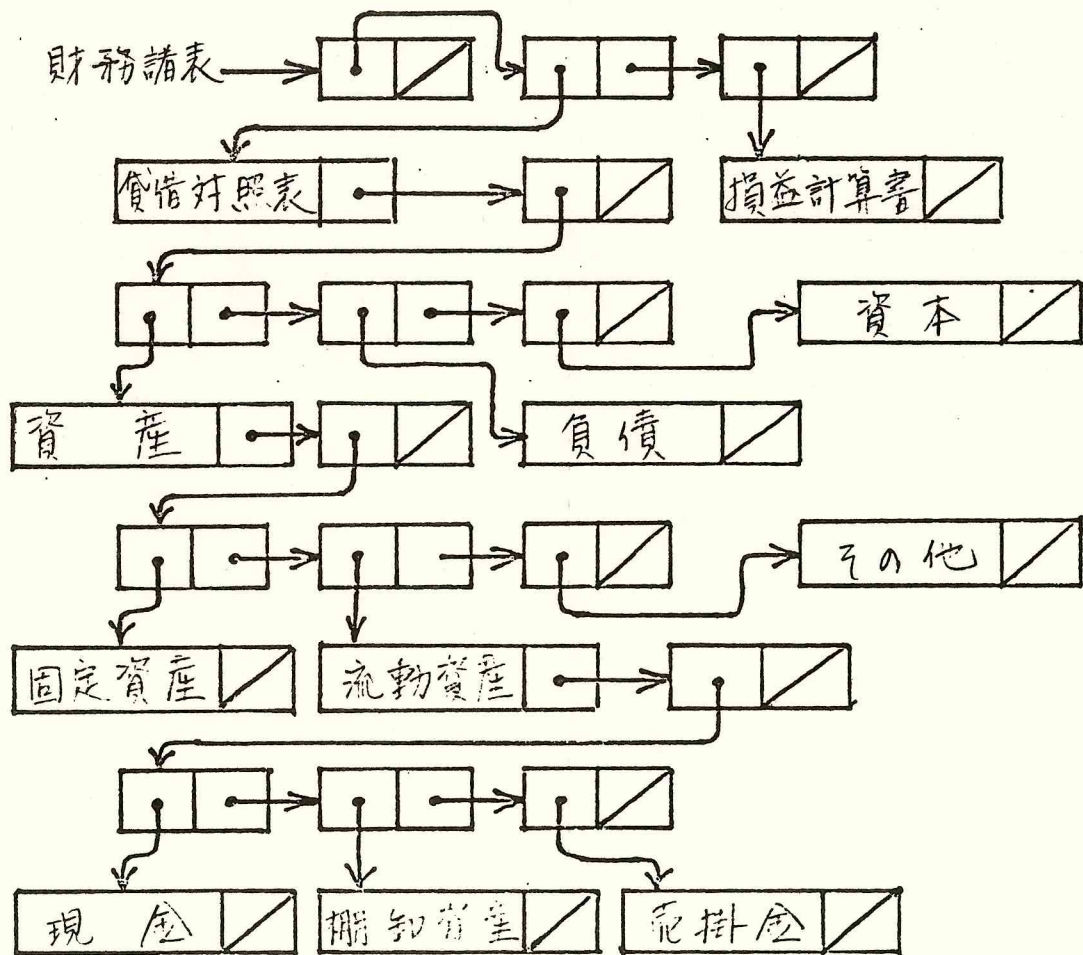 財務諸表
貸借対照表 損益計算書
資本
資産 負債
その他
固定資産 流動資産
現金 棚卸資産 売掛金